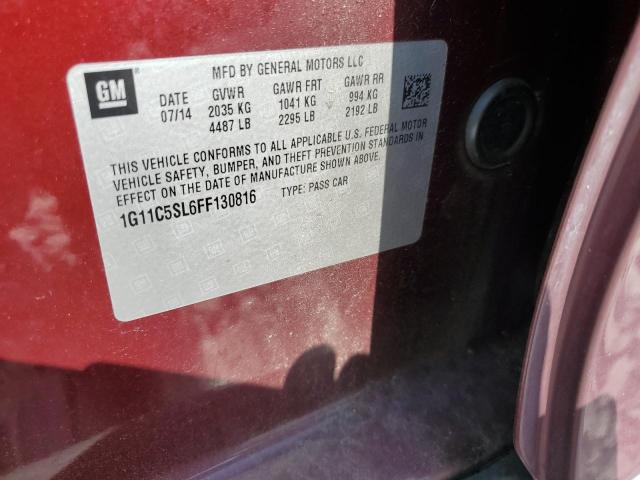 GM
MFD BY GENERAL MOTORS LLC
DATE GVWR GAWR FRT GAWR RR
07/14 2035 KG 1041 KG 994 KG
4487 LB 2295 LB 2192 LB
THIS VEHICLE CONFORMS TO ALL APPLICABLE U.S. FEDERAL MOTOR
VEHICLE SAFETY, BUMPER, AND THEFT PREVENTION STANDARDS IN
EFFECT ON THE DATE OF MANUFACTURE SHOWN ABOVE.
1G11C5SL6FF130816 TYPE: PASS CAR